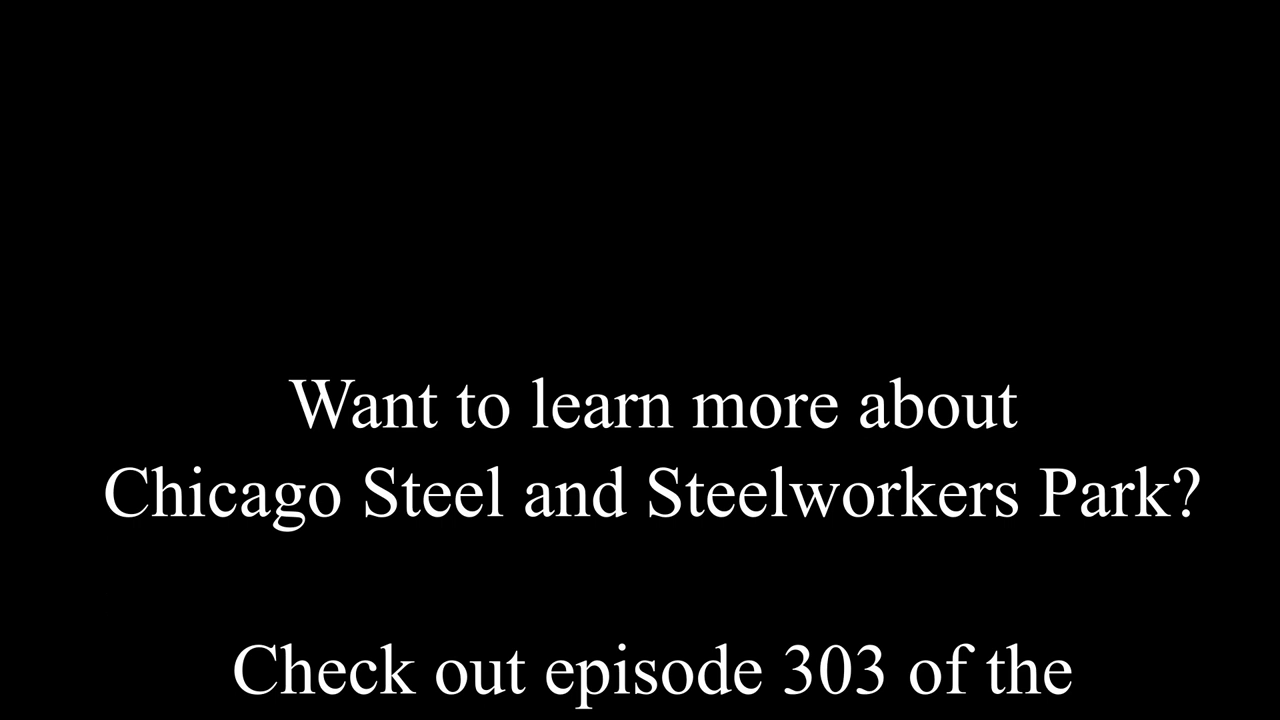 Want to learn more about
Chicago Steel and Steelworkers Park?
Check out episode 303 of the